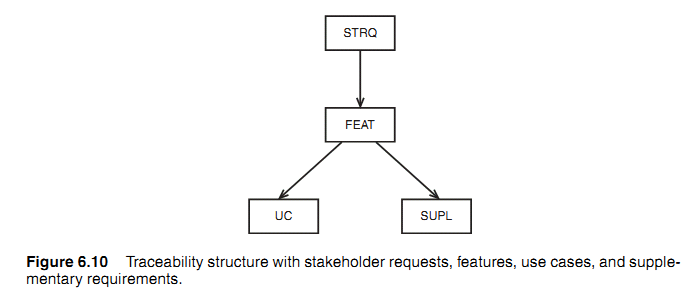 STRQ
FEAT
UC
SUPL
Figure 6.10 Traceability structure with stakeholder requests, features, use cases, and supple-
mentary requirements.